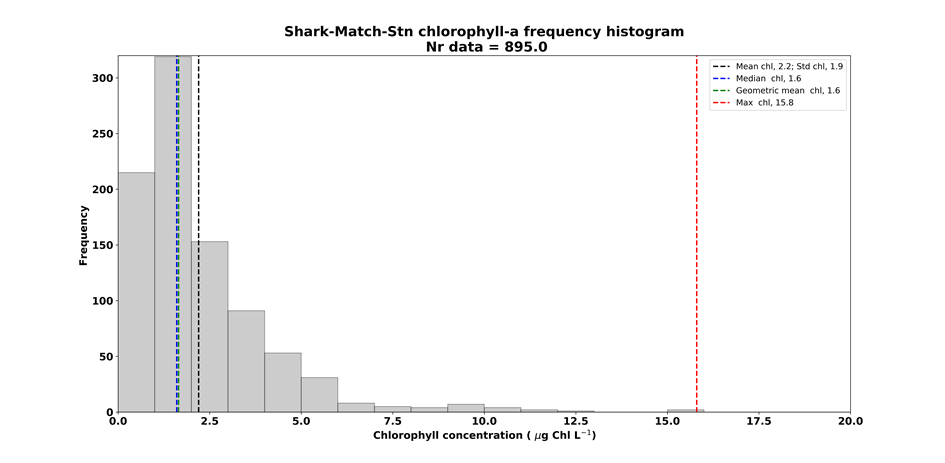 Shark-Match-Stn chlorophyll-a frequency histogram
Nr data = 895.0
Mean chl, 2.2; Std chl, 1.9
Median  chl, 1.6
Geometric mean  chl, 1.6
Max  chl, 15.8
Frequency
300
250
200
150
100
50
0
0.0 2.5 5.0 7.5 10.0 12.5 15.0 17.5 20.0
Chlorophyll concentration ( μg Chl L⁻¹)